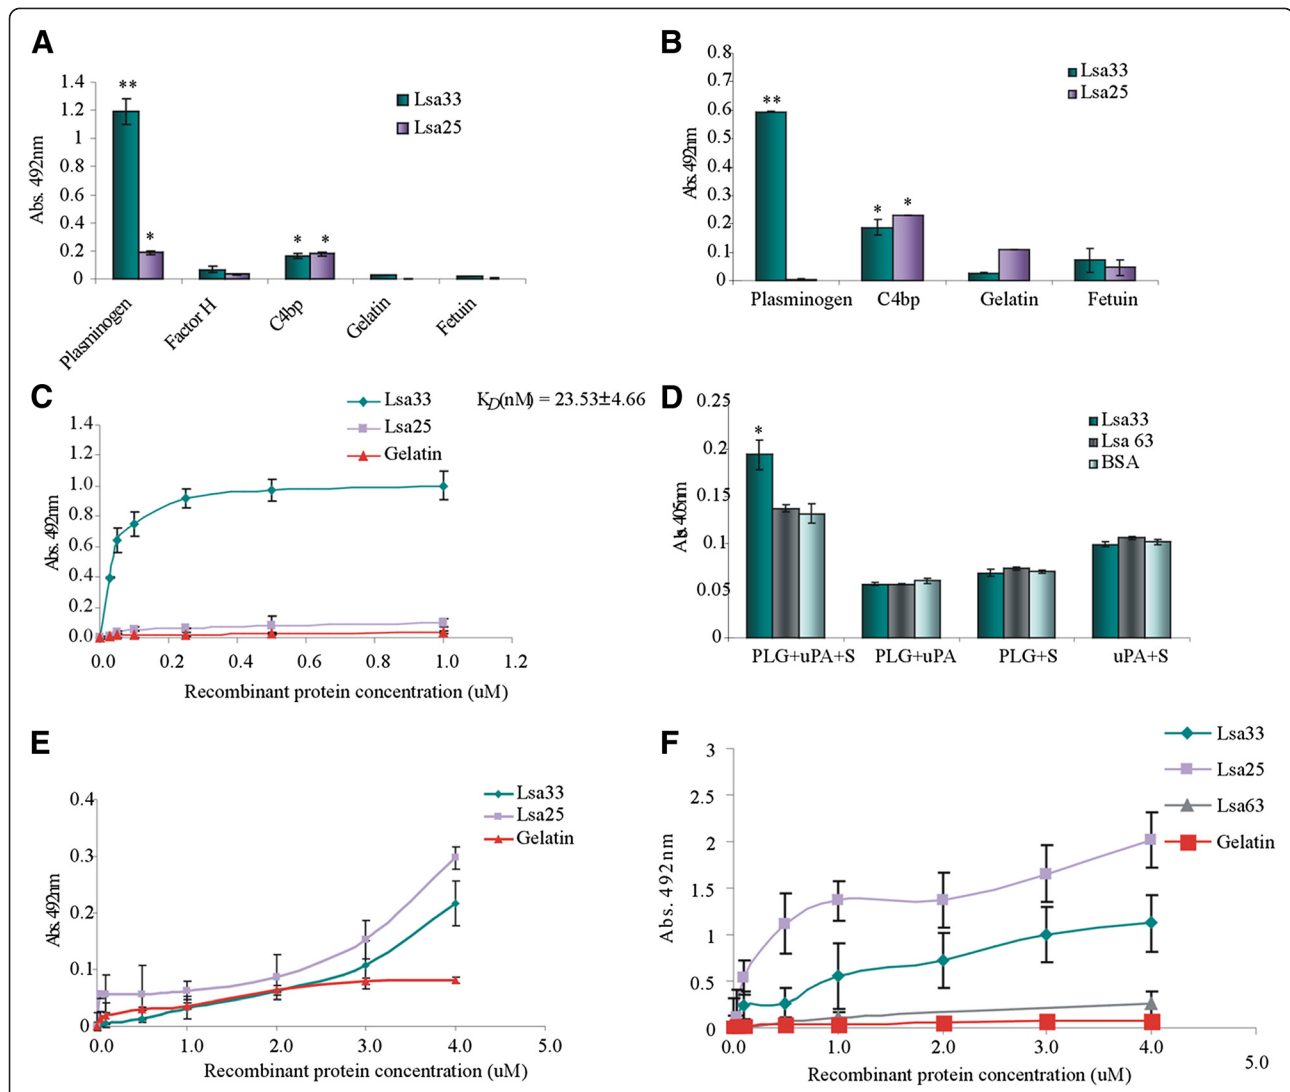 A
1.4
1.2
1
0.8
0.6
0.4
0.2
0
Abs. 492nm
**
*
*
*
Lsa33
Lsa25
Plasminogen
Factor H
C4bp
Gelatin
Fetuin
B
0.8
0.7
0.6
0.5
0.4
0.3
0.2
0.1
0
Abs. 492nm
**
*
*
Lsa33
Lsa25
Plasminogen
C4bp
Gelatin
Fetuin
C
Lsa33
Lsa25
Gelatin
KD(nM) = 23.53±4.66
1.4
1.2
1.0
0.8
0.6
0.4
0.2
0.0
Abs. 492nm
0.0 0.2 0.4 0.6 0.8 1.0 1.2
Recombinant protein concentration (uM)
D
0.25
0.2
0.15
0.1
0.05
0
Abs. 405nm
*
Lsa33
Lsa 63
BSA
PLG+uPA+S
PLG+uPA
PLG+S
uPA+S
E
0.4
0.3
0.2
0.1
0
Abs. 492nm
Lsa33
Lsa25
Gelatin
0.0 1.0 2.0 3.0 4.0 5.0
Recombinant protein concentration (uM)
F
3
2.5
2
1.5
1
0.5
0
Abs. 492nm
Lsa33
Lsa25
Lsa63
Gelatin
0.0 1.0 2.0 3.0 4.0 5.0
Recombinant protein concentration (uM)